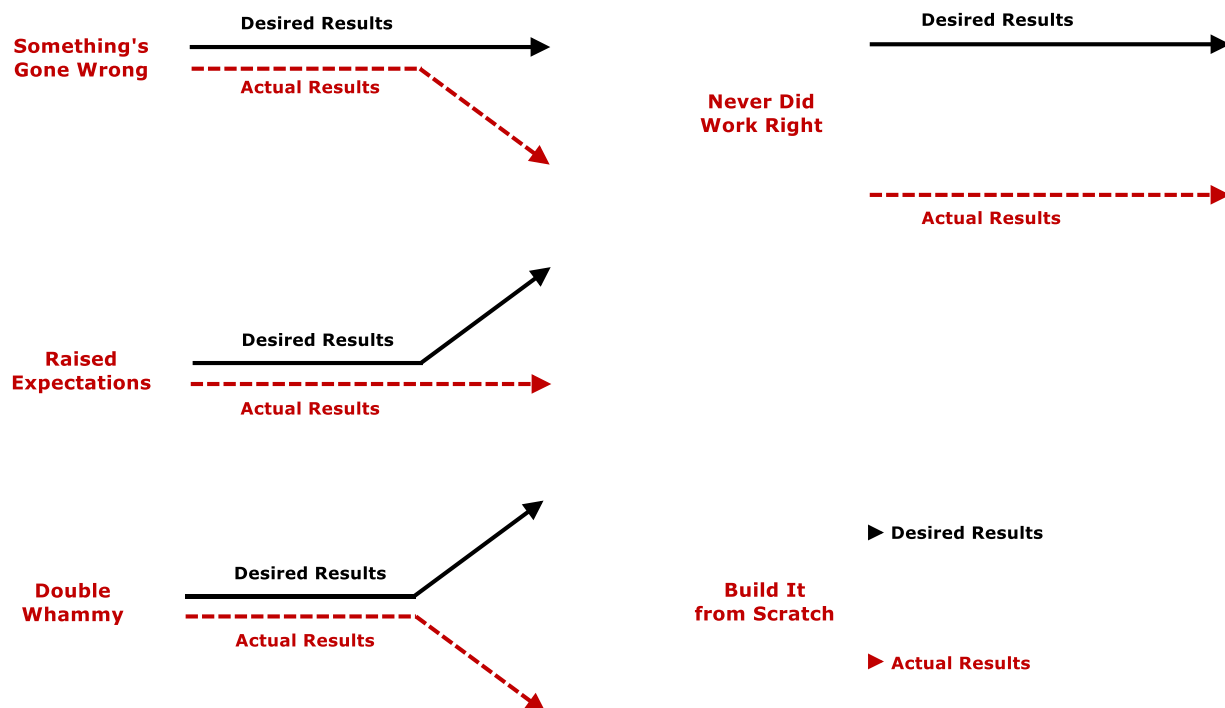 Something's
Gone Wrong
Desired Results
Actual Results
Never Did
Work Right
Desired Results
Actual Results
Raised
Expectations
Desired Results
Actual Results
Double
Whammy
Desired Results
Actual Results
Build It
from Scratch
Desired Results
Actual Results